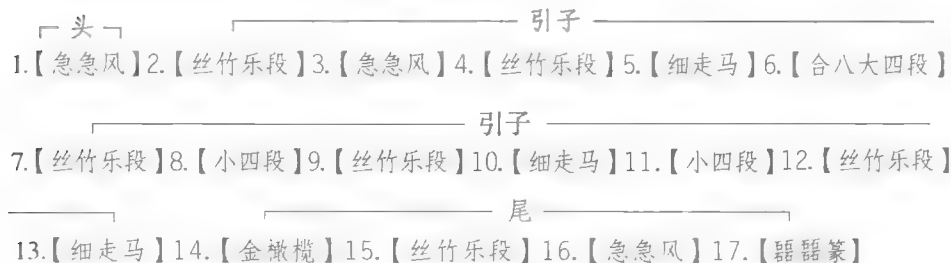 头 引子
1.【急急风】2.【丝竹乐段】3.【急急风】4.【丝竹乐段】5.【细走马】6.【合八大四段】
引子
7.【丝竹乐段】8.【小四段】9.【丝竹乐段】10.【细走马】11.【小四段】12.【丝竹乐段】
尾
13.【细走马】14.【金橄榄】15.【丝竹乐段】16.【急急风】17.【嚣嚣篆】